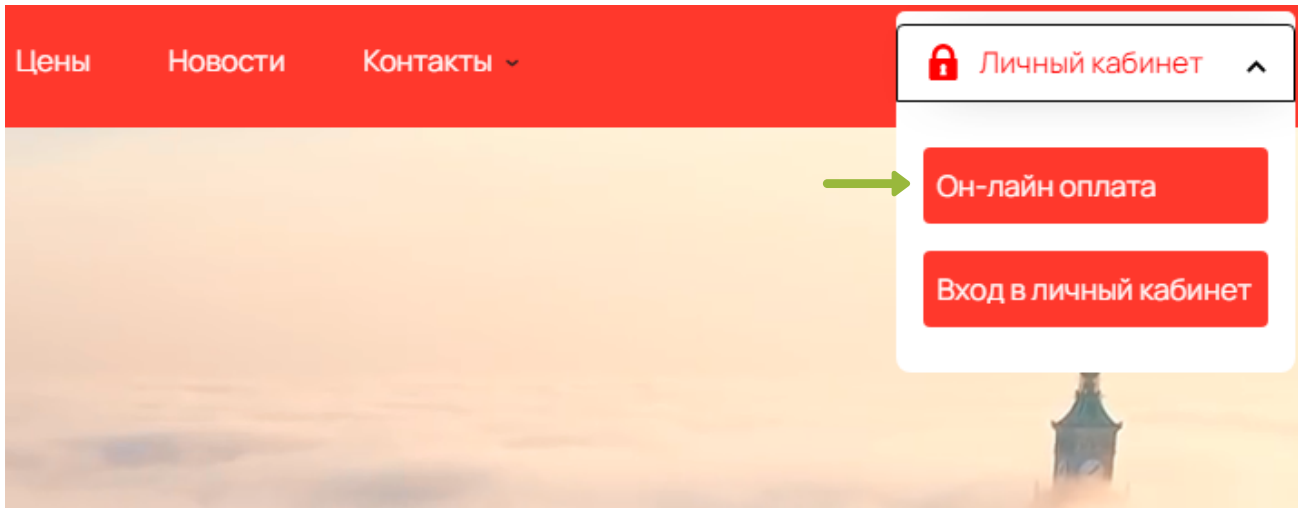 Цены Новости Контакты Личный кабинет
Он-лайн оплата
Вход в личный кабинет